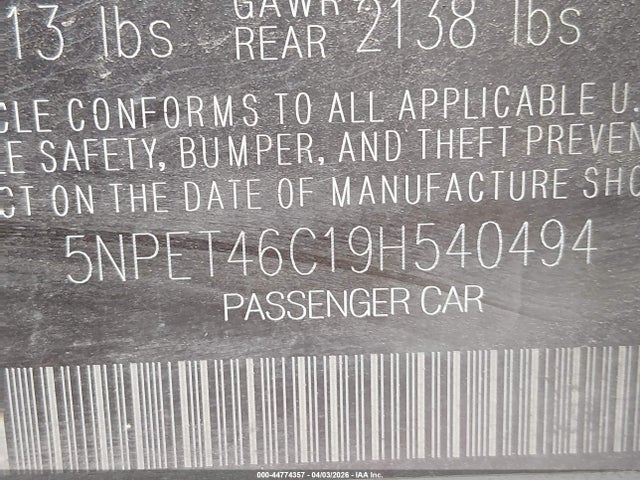 13 lbs GAWR
REAR 2138 lbs
CLE CONFORMS TO ALL APPLICABLE U.
E SAFETY, BUMPER, AND THEFT PREVEN
CT ON THE DATE OF MANUFACTURE SHO
5NPET46C19H540494
PASSENGER CAR
000-44774357 04/03/2026 - IAA Inc.